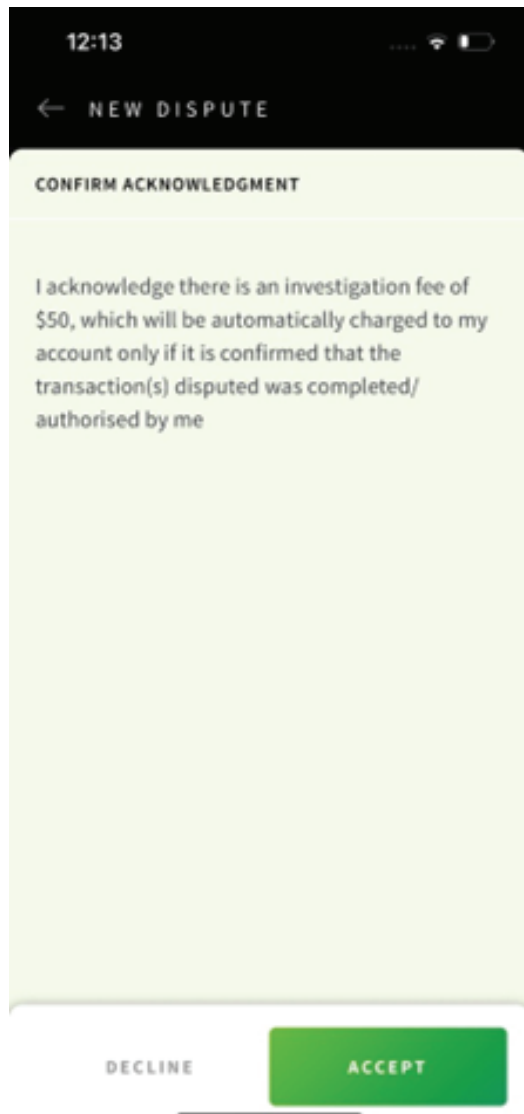 12:13
NEW DISPUTE
CONFIRM ACKNOWLEDGMENT
I acknowledge there is an investigation fee of
$50, which will be automatically charged to my
account only if it is confirmed that the
transaction(s) disputed was completed/
authorised by me
DECLINE
ACCEPT